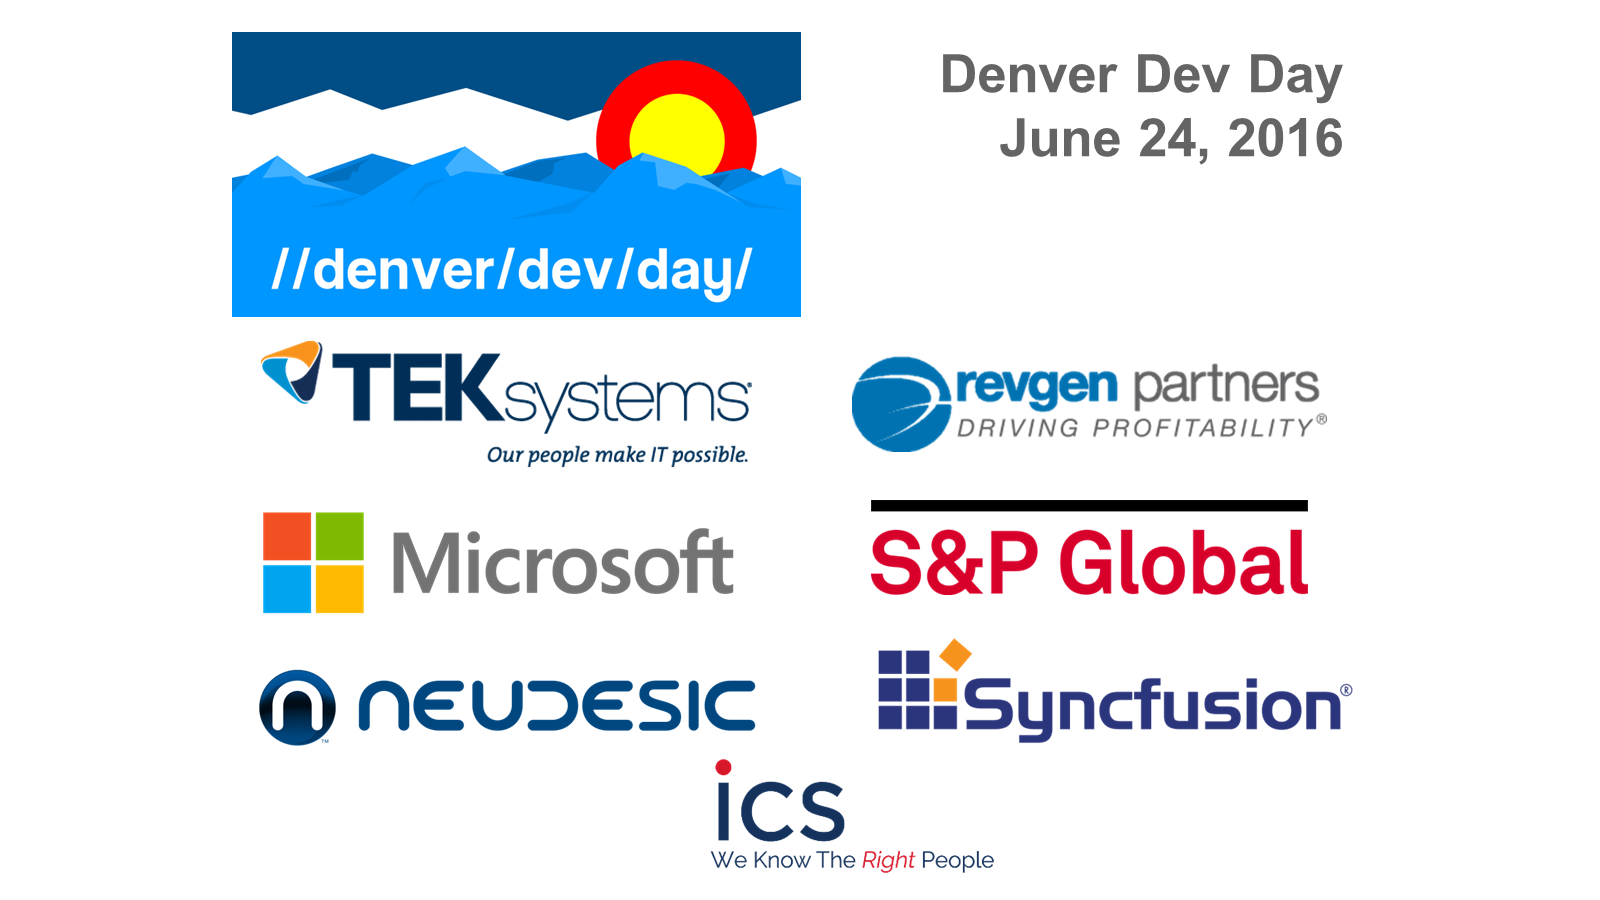 Denver Dev Day
June 24, 2016
//denver/dev/day/
TEKsystems®
Our people make IT possible.
revgen partners
DRIVING PROFITABILITY®
Microsoft
S&P Global
n™ NEUDESIC
Syncfusion®
iCS
We Know The Right People